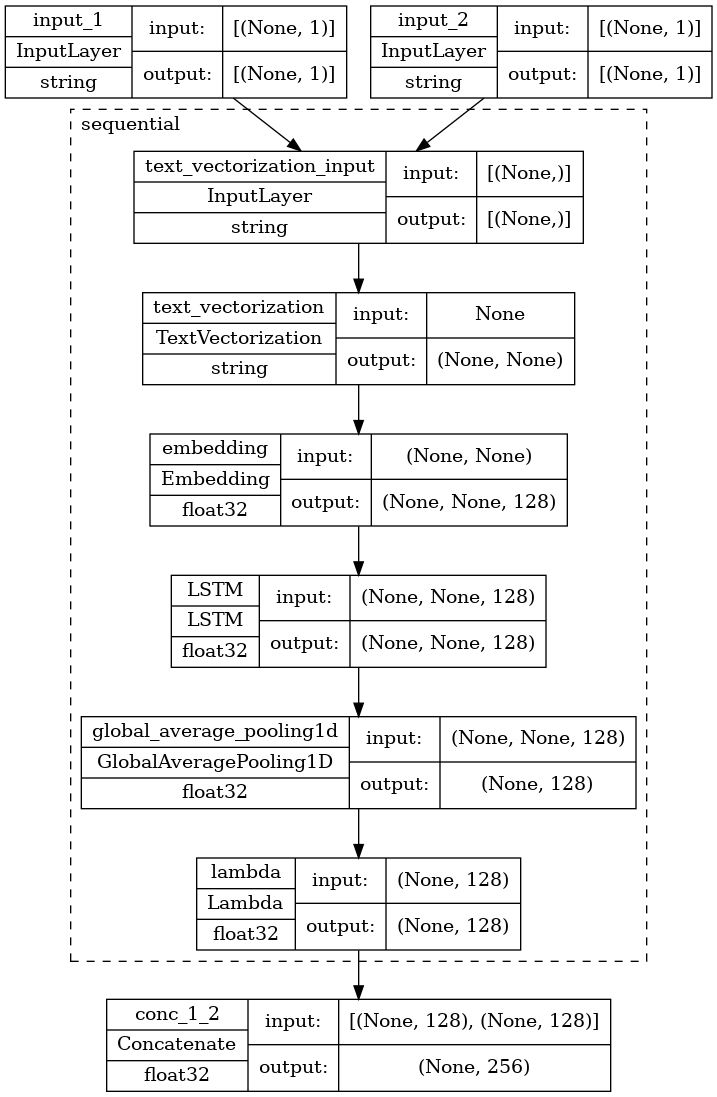 input_1
InputLayer
string
input:
[(None, 1)]
output:
[(None, 1)]
input_2
InputLayer
string
input:
[(None, 1)]
output:
[(None, 1)]
sequential
text_vectorization_input
InputLayer
string
input:
[(None,)]
output:
[(None,)]
text_vectorization
TextVectorization
string
input:
None
output:
(None, None)
embedding
Embedding
float32
input:
(None, None)
output:
(None, None, 128)
LSTM
LSTM
float32
input:
(None, None, 128)
output:
(None, None, 128)
global_average_pooling1d
GlobalAveragePooling1D
float32
input:
(None, None, 128)
output:
(None, 128)
lambda
Lambda
float32
input:
(None, 128)
output:
(None, 128)
conc_1_2
Concatenate
float32
input:
[(None, 128), (None, 128)]
output:
(None, 256)